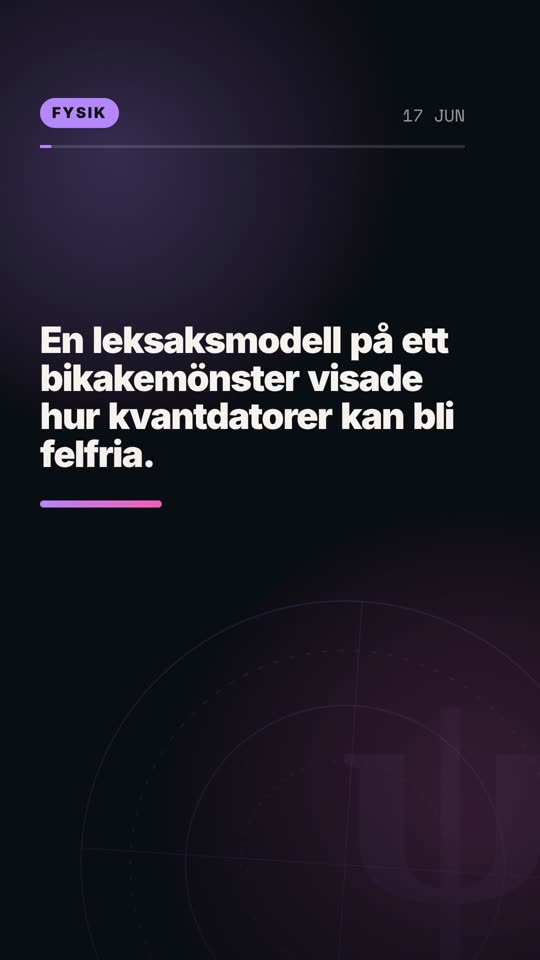 FYSIK
17 JUN
En leksaksmodell på ett
bikakemönster visade
hur kvantdatorer kan bli
felfria.
ψ